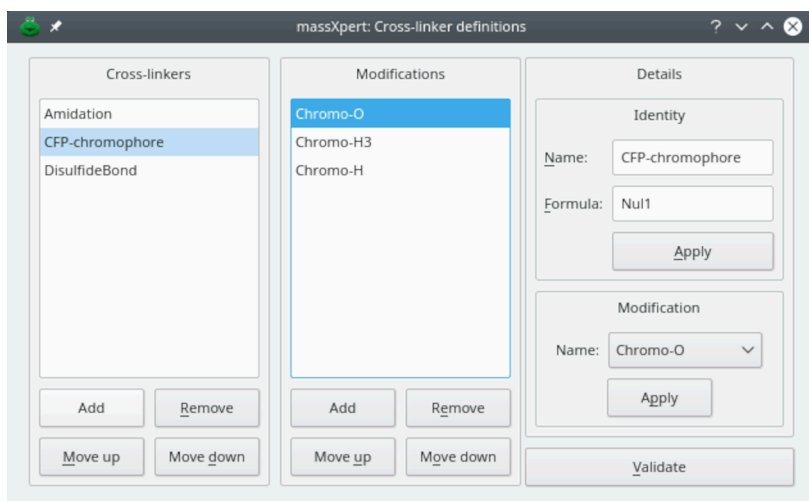 massXpert: Cross-linker definitions
Cross-linkers
Amidation
CFP-chromophore
DisulfideBond
Add
Remove
Move up
Move down
Modifications
Chromo-O
Chromo-H3
Chromo-H
Add
Remove
Move up
Move down
Details
Identity
Name: CFP-chromophore
Formula: Nul1
Apply
Modification
Name: Chromo-O
Apply
Validate